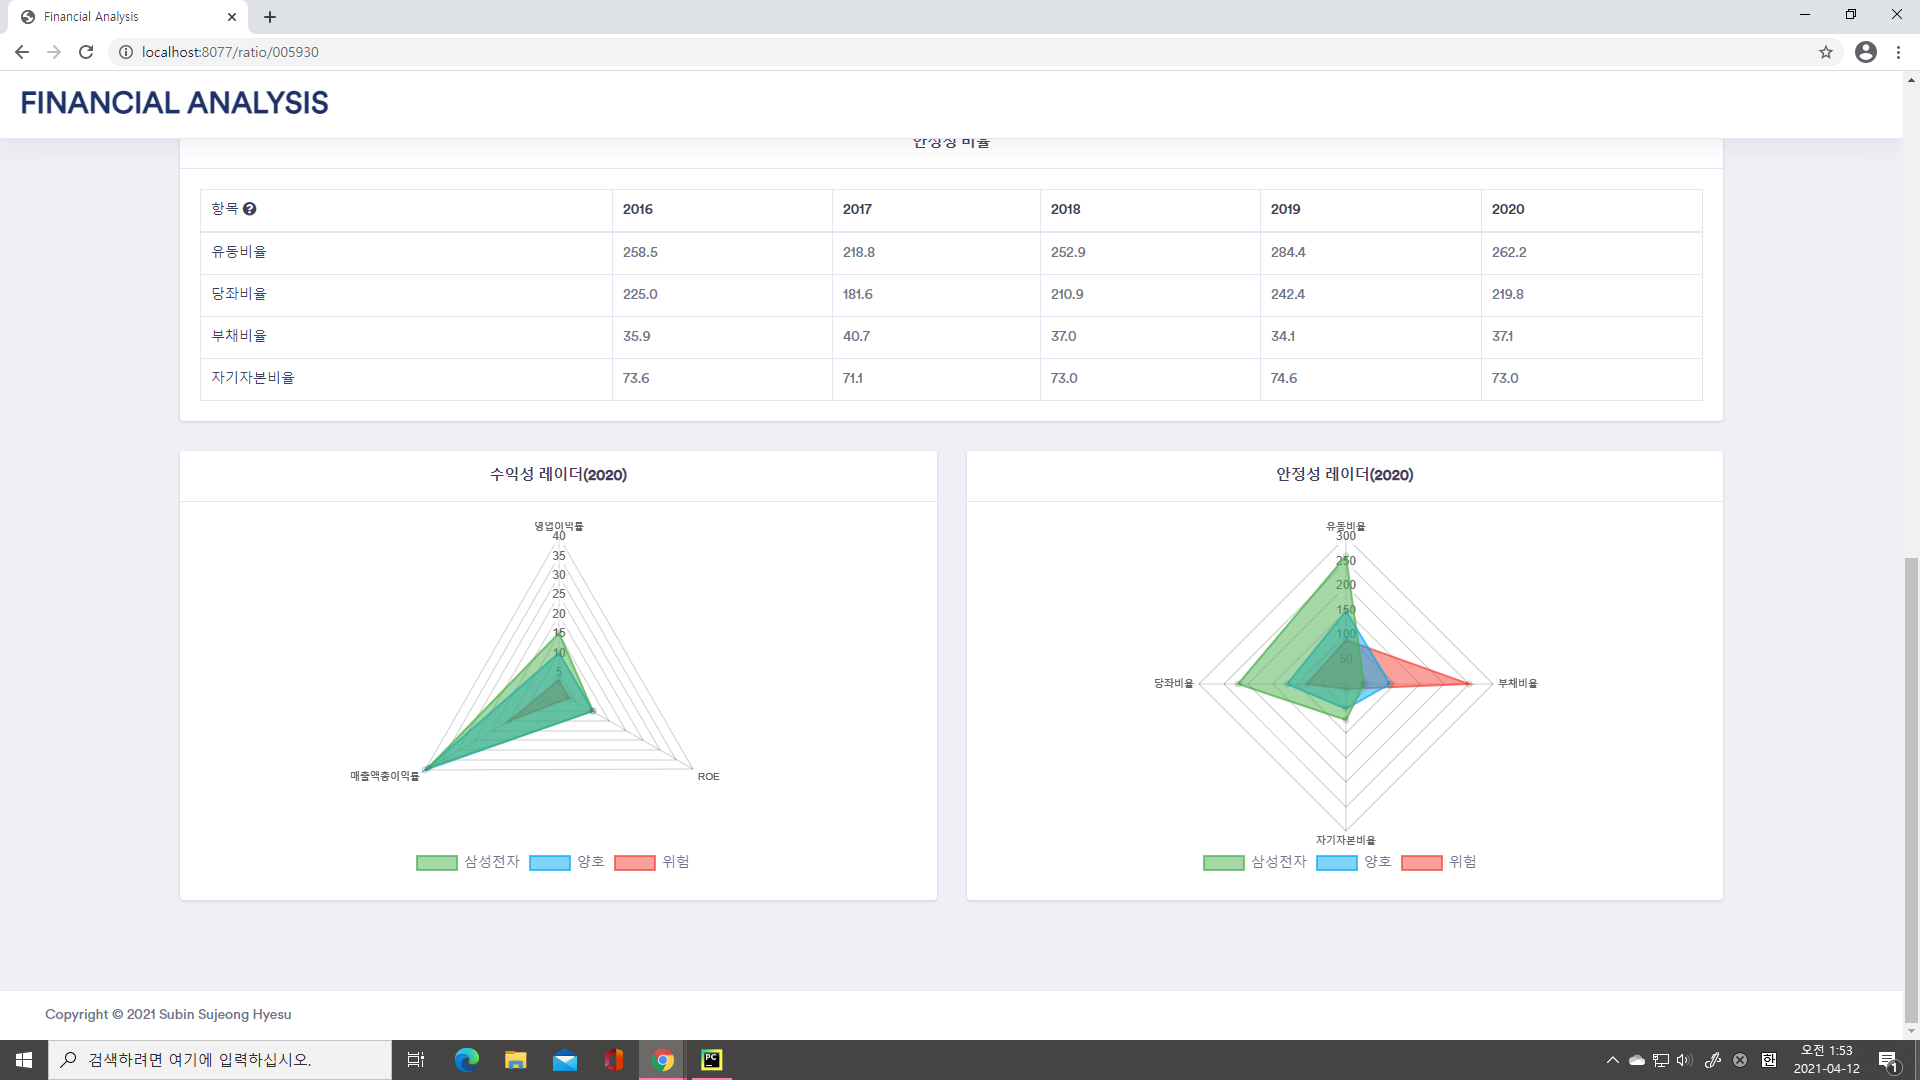 Financial Analysis
localhost:8077/ratio/005930
FINANCIAL ANALYSIS
안정성 비율
항목 2016 2017 2018 2019 2020
유동비율 258.5 218.8 252.9 284.4 262.2
당좌비율 225.0 181.6 210.9 242.4 219.8
부채비율 35.9 40.7 37.0 34.1 37.1
자기자본비율 73.6 71.1 73.0 74.6 73.0
수익성 레이더(2020)
영업이익률
40
35
30
25
20
15
10
5
매출액총이익률
ROE
삼성전자 양호 위험
안정성 레이더(2020)
유동비율
300
250
200
150
100
50
당좌비율
부채비율
자기자본비율
삼성전자 양호 위험
Copyright © 2021 Subin Sujeong Hyesu
검색하려면 여기에 입력하십시오.
PC
한
오전 1:53
2021-04-12
1